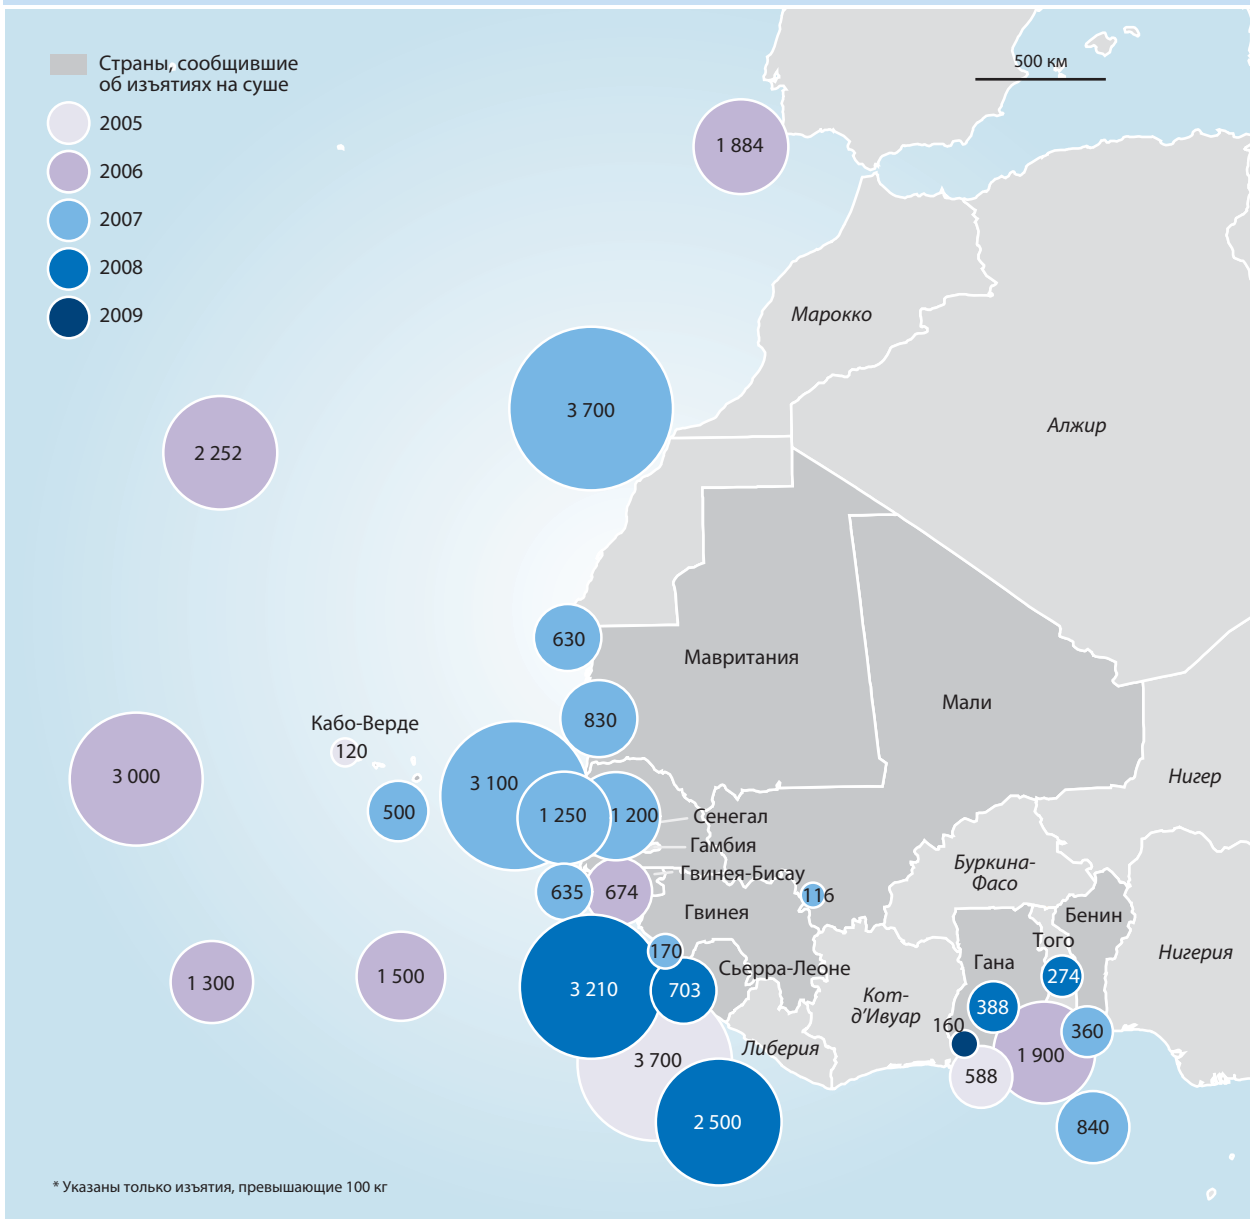 Страны, сообщившие
об изъятиях на суше
2005
2006
2007
2008
2009
500 км
1 884
Марокко
3 700
Алжир
2 252
630
Мавритания
Мали
830
Кабо-Верде
120
3 000
3 100
Нигер
500
1 250
1 200
Сенегал
Гамбия
Гвинея-Бисау
Буркина-
Фасо
635
674
116
Гвинея
Бенин
Того
170
Сьерра-Леоне
Гана
Нигерия
1 300
1 500
3 210
703
274
Кот-
д’Ивуар
388
160
360
Либерия
3 700
1 900
588
2 500
840
* Указаны только изъятия, превышающие 100 кг